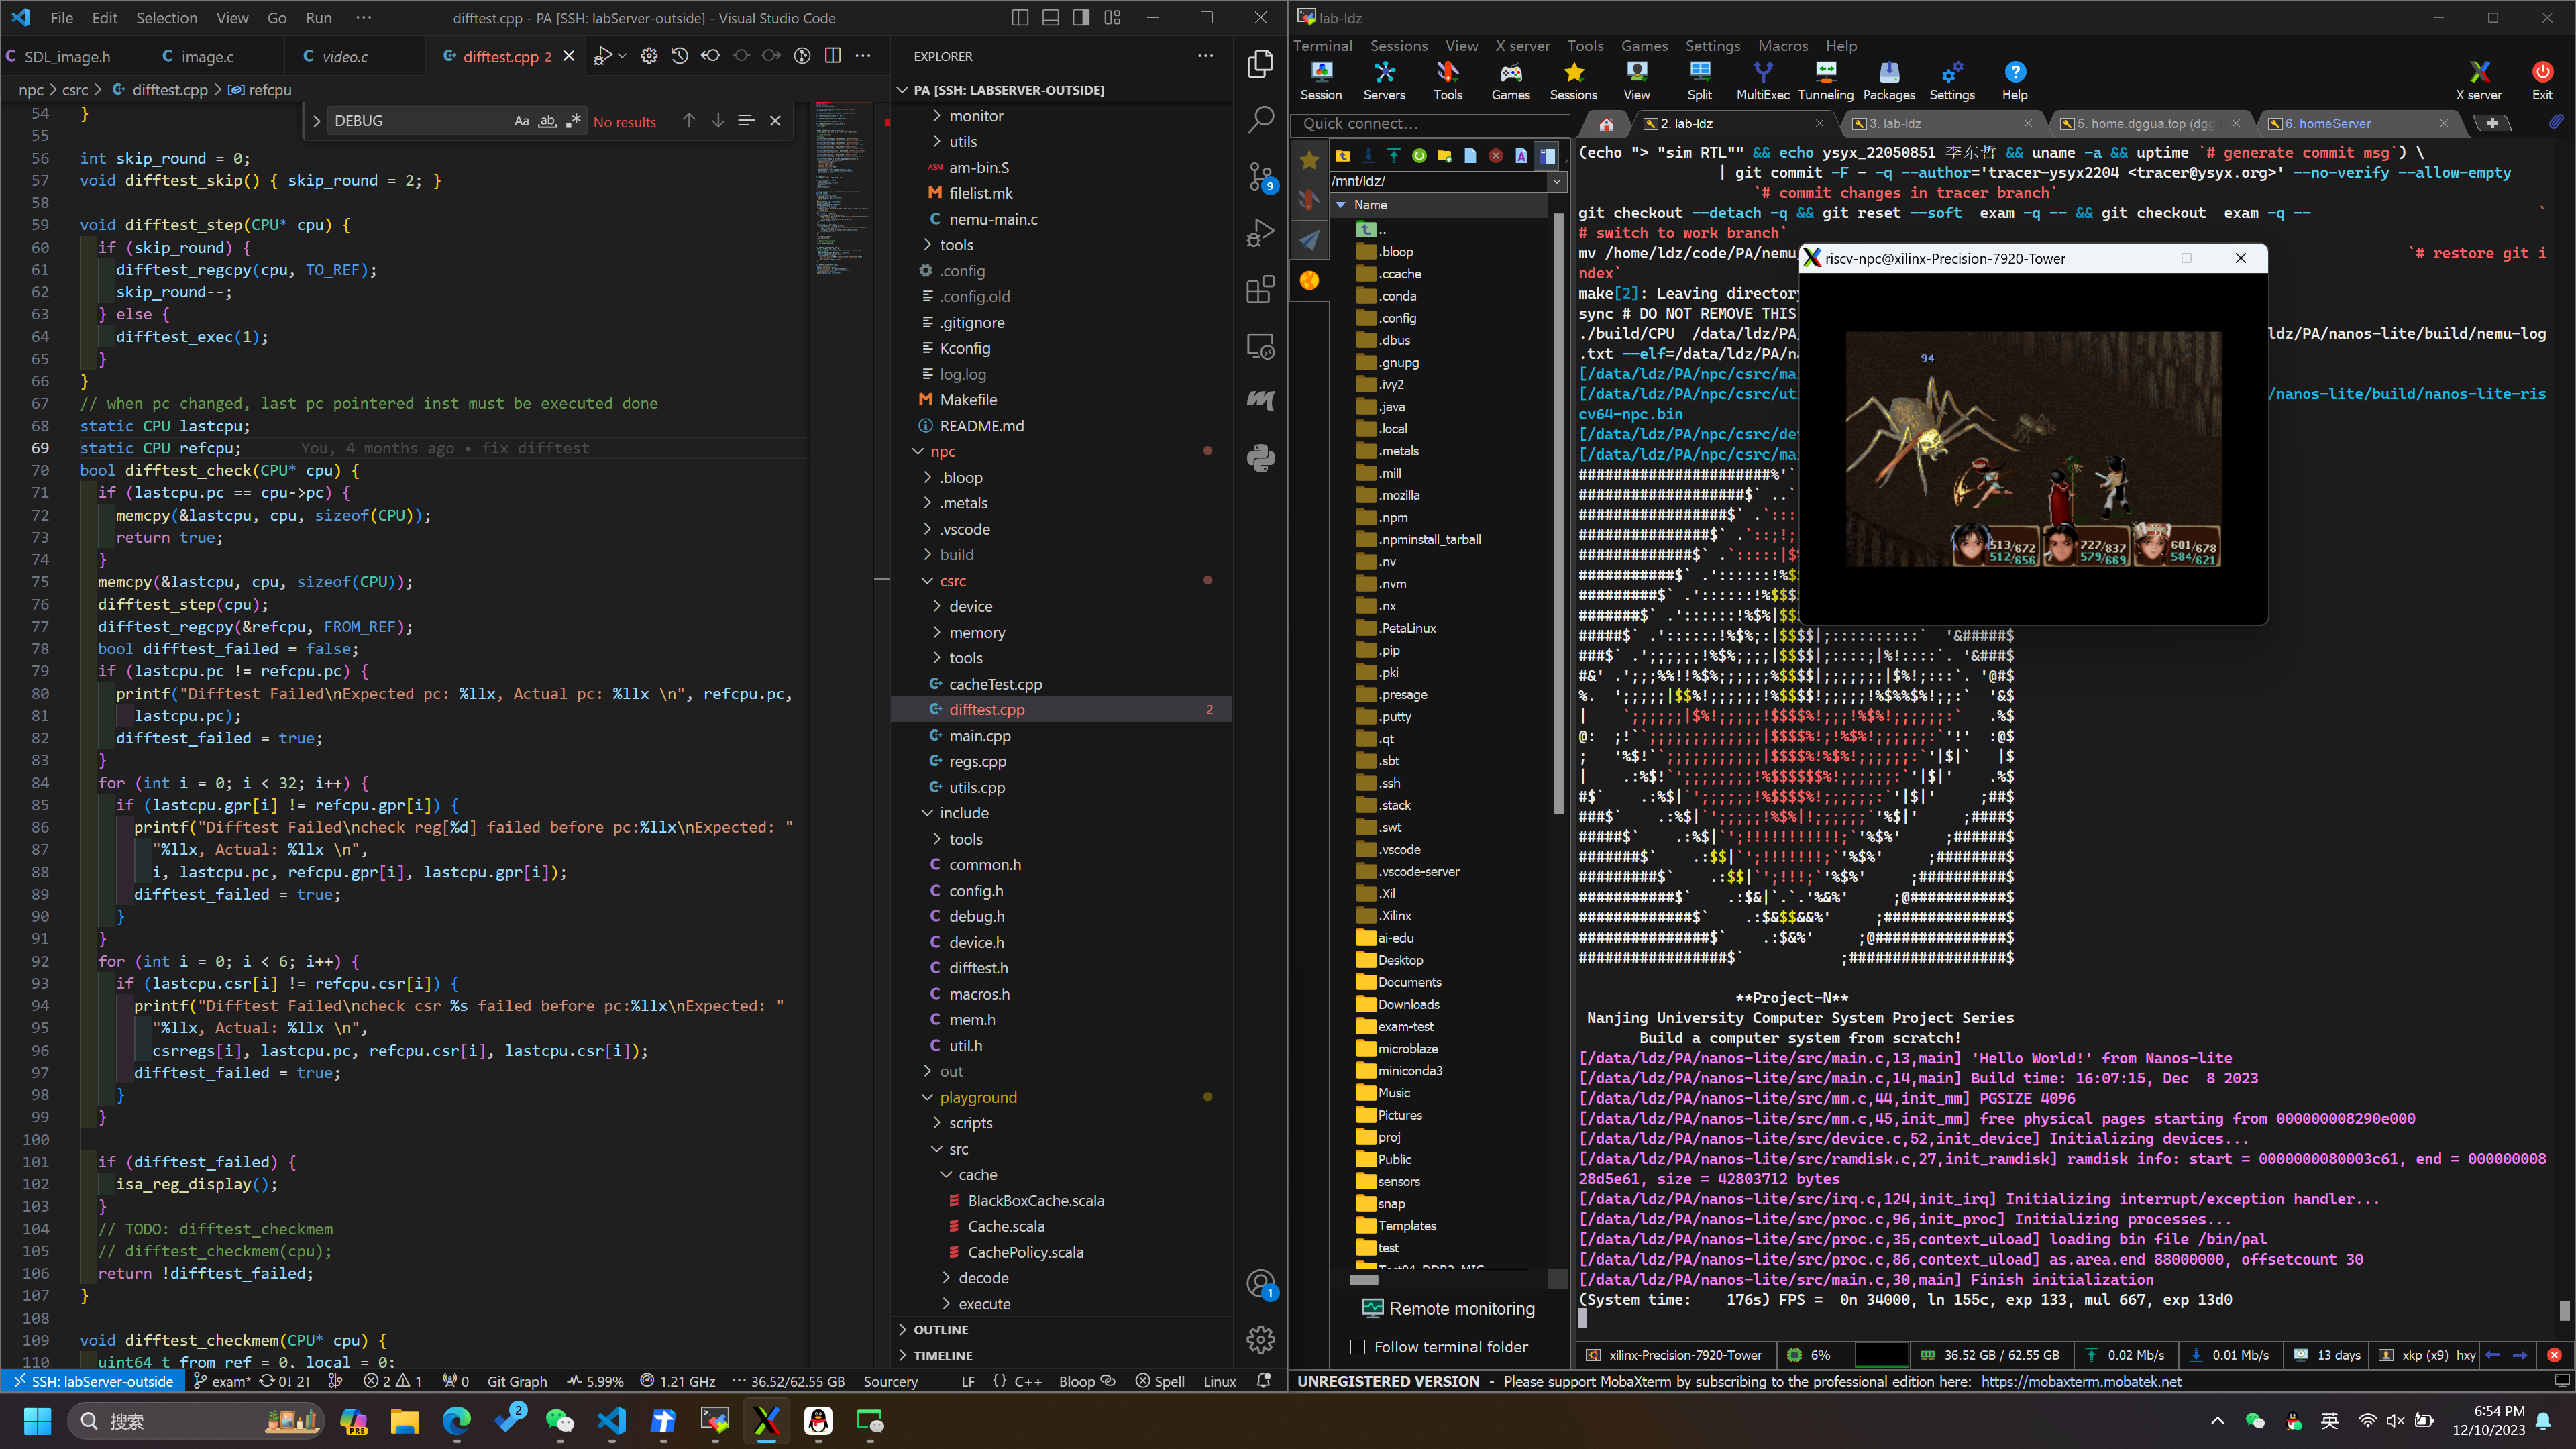 File Edit Selection View Go Run ···
difftest.cpp - PA [SSH: labServer-outside] - Visual Studio Code
SDL_image.h
image.c
video.c
difftest.cpp 2
npc > csrc > difftest.cpp > refcpu
DEBUG
Aa ab .* No results
54 }
55
56 int skip_round = 0;
57 void difftest_skip() { skip_round = 2; }
58
59 void difftest_step(CPU* cpu) {
60 if (skip_round) {
61 difftest_regcpy(cpu, TO_REF);
62 skip_round--;
63 } else {
64 difftest_exec(1);
65 }
66 }
67 // when pc changed, last pc pointered inst must be executed done
68 static CPU lastcpu;
69 static CPU refcpu; You, 4 months ago • fix difftest
70 bool difftest_check(CPU* cpu) {
71 if (lastcpu.pc == cpu->pc) {
72 memcpy(&lastcpu, cpu, sizeof(CPU));
73 return true;
74 }
75 memcpy(&lastcpu, cpu, sizeof(CPU));
76 difftest_step(cpu);
77 difftest_regcpy(&refcpu, FROM_REF);
78 bool difftest_failed = false;
79 if (lastcpu.pc != refcpu.pc) {
80 printf("Difftest Failed\nExpected pc: %llx, Actual pc: %llx \n", refcpu.pc,
81 lastcpu.pc);
82 difftest_failed = true;
83 }
84 for (int i = 0; i < 32; i++) {
85 if (lastcpu.gpr[i] != refcpu.gpr[i]) {
86 printf("Difftest Failed\ncheck reg[%d] failed before pc:%llx\nExpected: "
87 "%llx, Actual: %llx \n",
88 i, lastcpu.pc, refcpu.gpr[i], lastcpu.gpr[i]);
89 difftest_failed = true;
90 }
91 }
92 for (int i = 0; i < 6; i++) {
93 if (lastcpu.csr[i] != refcpu.csr[i]) {
94 printf("Difftest Failed\ncheck csr %s failed before pc:%llx\nExpected: "
95 "%llx, Actual: %llx \n",
96 csrregs[i], lastcpu.pc, refcpu.csr[i], lastcpu.csr[i]);
97 difftest_failed = true;
98 }
99 }
100
101 if (difftest_failed) {
102 isa_reg_display();
103 }
104 // TODO: difftest_checkmem
105 // difftest_checkmem(cpu);
106 return !difftest_failed;
107 }
108
109 void difftest_checkmem(CPU* cpu) {
110 uint64_t from_ref = 0, local = 0;
EXPLORER ···
PA [SSH: LABSERVER-OUTSIDE]
monitor
utils
am-bin.S
filelist.mk
nemu-main.c
tools
.config
.config.old
.gitignore
Kconfig
log.log
Makefile
README.md
npc
.bloop
.metals
.vscode
build
csrc
device
memory
tools
cacheTest.cpp
difftest.cpp 2
main.cpp
regs.cpp
utils.cpp
include
tools
common.h
config.h
debug.h
device.h
difftest.h
macros.h
mem.h
util.h
out
playground
scripts
src
cache
BlackBoxCache.scala
Cache.scala
CachePolicy.scala
decode
execute
OUTLINE
TIMELINE
9
1
SSH: labServer-outside exam* 0↓ 2↑ 2 1 0 Git Graph 5.99% 1.21 GHz 36.52/62.55 GB Sourcery LF {} C++ Bloop Spell Linux
lab-ldz
Terminal Sessions View X server Tools Games Settings Macros Help
Session Servers Tools Games Sessions View Split MultiExec Tunneling Packages Settings Help X server Exit
Quick connect...
2. lab-ldz
3. lab-ldz
5. home.dggua.top (dgg
6. homeServer
/mnt/ldz/
Name
..
.bloop
.ccache
.conda
.config
.dbus
.gnupg
.ivy2
.java
.local
.metals
.mill
.mozilla
.npm
.npminstall_tarball
.nv
.nvm
.nx
.PetaLinux
.pip
.pki
.presage
.putty
.qt
.sbt
.ssh
.stack
.swt
.vscode
.vscode-server
.Xil
.Xilinx
ai-edu
Desktop
Documents
Downloads
exam-test
microblaze
miniconda3
Music
Pictures
proj
Public
sensors
snap
Templates
test
Remote monitoring
Follow terminal folder
(echo "> "sim RTL"" && echo ysyx_22050851 李东哲 && uname -a && uptime `# generate commit msg`) \
| git commit -F - -q --author='tracer-ysyx2204 <tracer@ysyx.org>' --no-verify --allow-empty
`# commit changes in tracer branch`
git checkout --detach -q && git reset --soft exam -q -- && git checkout exam -q -- `
# switch to work branch`
mv /home/ldz/code/PA/nemu `# restore git i
ndex`
make[2]: Leaving directory
sync # DO NOT REMOVE THIS
./build/CPU /data/ldz/PA/ ldz/PA/nanos-lite/build/nemu-log
.txt --elf=/data/ldz/PA/na
[/data/ldz/PA/npc/csrc/mai
[/data/ldz/PA/npc/csrc/ut /nanos-lite/build/nanos-lite-ris
cv64-npc.bin
[/data/ldz/PA/npc/csrc/dev
[/data/ldz/PA/npc/csrc/mai
riscv-npc@xilinx-Precision-7920-Tower
94
513/672
512/656
727/837
579/669
601/678
584/621
**Project-N**
Nanjing University Computer System Project Series
Build a computer system from scratch!
[/data/ldz/PA/nanos-lite/src/main.c,13,main] 'Hello World!' from Nanos-lite
[/data/ldz/PA/nanos-lite/src/main.c,14,main] Build time: 16:07:15, Dec 8 2023
[/data/ldz/PA/nanos-lite/src/mm.c,44,init_mm] PGSIZE 4096
[/data/ldz/PA/nanos-lite/src/mm.c,45,init_mm] free physical pages starting from 000000008290e000
[/data/ldz/PA/nanos-lite/src/device.c,52,init_device] Initializing devices...
[/data/ldz/PA/nanos-lite/src/ramdisk.c,27,init_ramdisk] ramdisk info: start = 0000000080003c61, end = 000000008
28d5e61, size = 42803712 bytes
[/data/ldz/PA/nanos-lite/src/irq.c,124,init_irq] Initializing interrupt/exception handler...
[/data/ldz/PA/nanos-lite/src/proc.c,96,init_proc] Initializing processes...
[/data/ldz/PA/nanos-lite/src/proc.c,35,context_uload] loading bin file /bin/pal
[/data/ldz/PA/nanos-lite/src/proc.c,86,context_uload] as.area.end 88000000, offsetcount 30
[/data/ldz/PA/nanos-lite/src/main.c,30,main] Finish initialization
(System time: 176s) FPS = 0n 34000, ln 155c, exp 133, mul 667, exp 13d0
xilinx-Precision-7920-Tower 6% 36.52 GB / 62.55 GB 0.02 Mb/s 0.01 Mb/s 13 days xkp (x9) hxy
UNREGISTERED VERSION - Please support MobaXterm by subscribing to the professional edition here: https://mobaxterm.mobatek.net
搜索
PRE
2
英
6:54 PM
12/10/2023